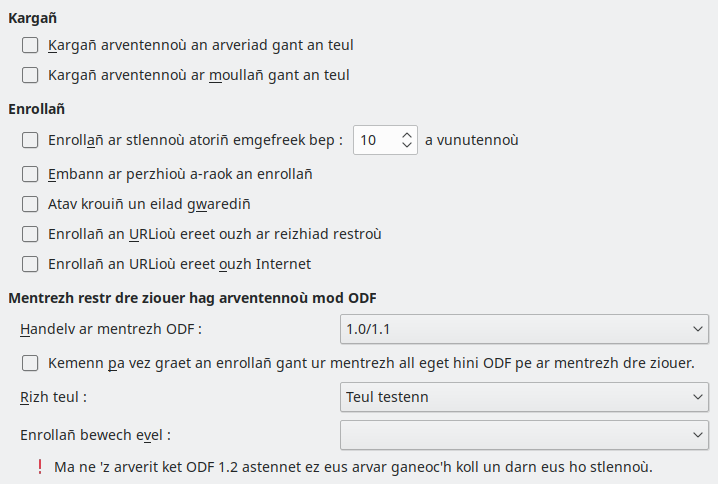 Kargañ
Kargañ arventennoù an arveriad gant an teul
Kargañ arventennoù ar moullañ gant an teul
Enrollañ
Enrollañ ar stlennoù atoriñ emgefreek bep : 10 a vunutennoù
Embann ar perzhioù a-raok an enrollañ
Atav krouiñ un eilad gwarediñ
Enrollañ an URLioù ereet ouzh ar reizhiad restroù
Enrollañ an URLioù ereet ouzh Internet
Mentrezh restr dre ziouer hag arventennoù mod ODF
Handelv ar mentrezh ODF : 1.0/1.1
Kemenn pa vez graet an enrollañ gant ur mentrezh all eget hini ODF pe ar mentrezh dre ziouer.
Rizh teul : Teul testenn
Enrollañ bewech evel :
! Ma ne 'z arverit ket ODF 1.2 astennet ez eus arvar ganeoc'h koll un darn eus ho stlennoù.